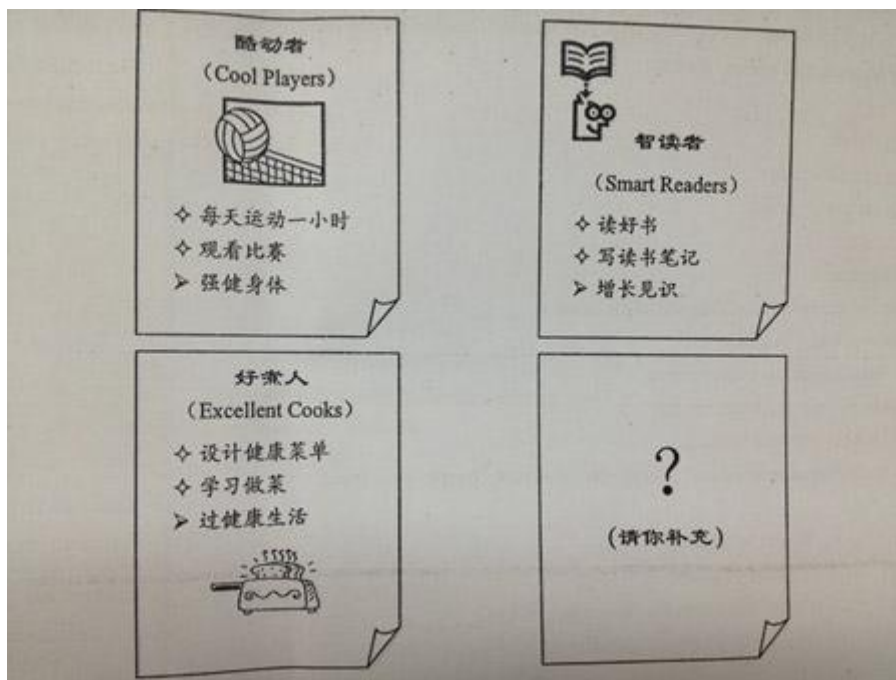 酷动者
（Cool Players）
✧ 每天运动一小时
✧ 观看比赛
➢ 强健身体
智读者
（Smart Readers）
✧ 读好书
✧ 写读书笔记
➢ 增长见识
好煮人
（Excellent Cooks）
✧ 设计健康菜单
✧ 学习做菜
➢ 过健康生活
？
(请你补充)